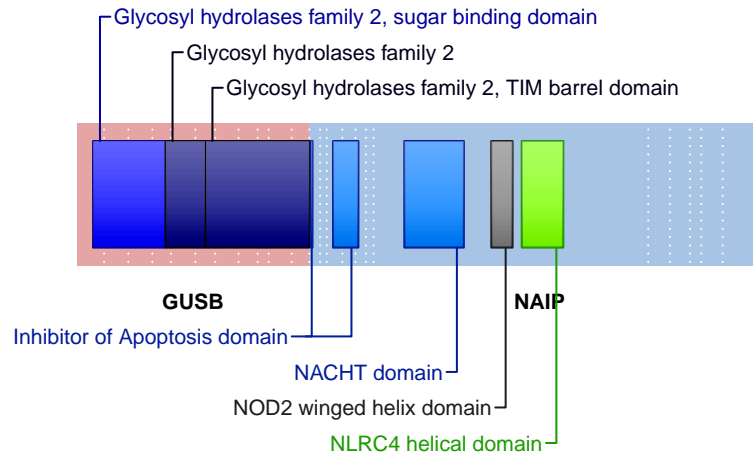 Glycosyl hydrolases family 2, sugar binding domain
Glycosyl hydrolases family 2
Glycosyl hydrolases family 2, TIM barrel domain
GUSB
NAIP
Inhibitor of Apoptosis domain
NACHT domain
NOD2 winged helix domain
NLRC4 helical domain